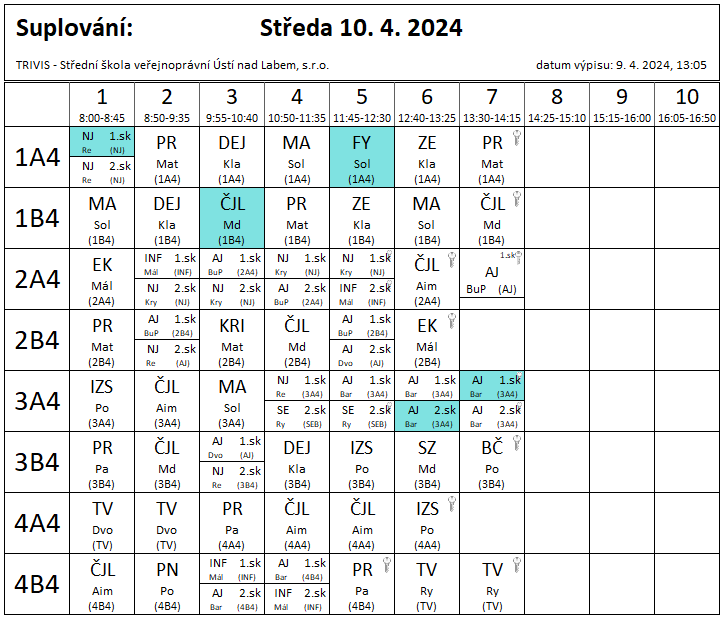 Suplování: Středa 10. 4. 2024
TRIVIS - Střední škola veřejnoprávní Ústí nad Labem, s.r.o. datum výpisu: 9. 4. 2024, 13:05
1 2 3 4 5 6 7 8 9 10
8:00-8:45 8:50-9:35 9:55-10:40 10:50-11:35 11:45-12:30 12:40-13:25 13:30-14:15 14:25-15:10 15:15-16:00 16:05-16:50
1A4
NJ 1.sk
Re (NJ)
NJ 2.sk
Re (NJ)
PR
Mat
(1A4)
DEJ
Kla
(1A4)
MA
Sol
(1A4)
FY
Sol
(1A4)
ZE
Kla
(1A4)
PR
Mat
(1A4)
1B4
MA
Sol
(1B4)
DEJ
Kla
(1B4)
ČJL
Md
(1B4)
PR
Mat
(1B4)
ZE
Kla
(1B4)
MA
Sol
(1B4)
ČJL
Md
(1B4)
2A4
EK
Mál
(2A4)
INF 1.sk
Mál (INF)
NJ 2.sk
Kry (NJ)
AJ 1.sk
BuP (2A4)
NJ 2.sk
Kry (NJ)
NJ 1.sk
Kry (NJ)
AJ 2.sk
BuP (2A4)
NJ 1.sk
Kry (NJ)
INF 2.sk
Mál (INF)
ČJL
Aim
(2A4)
1.sk
AJ
BuP (AJ)
2B4
PR
Mat
(2B4)
AJ 1.sk
BuP (2B4)
NJ 2.sk
Re (AJ)
KRI
Mat
(2B4)
ČJL
Md
(2B4)
AJ 1.sk
BuP (2B4)
AJ 2.sk
Dvo (AJ)
EK
Mál
(2B4)
3A4
IZS
Po
(3A4)
ČJL
Aim
(3A4)
MA
Sol
(3A4)
NJ 1.sk
Re (3A4)
SE 2.sk
Ry (SEB)
AJ 1.sk
Bar (3A4)
SE 2.sk
Ry (SEB)
AJ 1.sk
Bar (3A4)
AJ 2.sk
Bar (3A4)
AJ 1.sk
Bar (3A4)
AJ 2.sk
Bar (3A4)
3B4
PR
Pa
(3B4)
ČJL
Md
(3B4)
AJ 1.sk
Dvo (AJ)
NJ 2.sk
Re (3B4)
DEJ
Kla
(3B4)
IZS
Po
(3B4)
SZ
Md
(3B4)
BČ
Po
(3B4)
4A4
TV
Dvo
(TV)
TV
Dvo
(TV)
PR
Pa
(4A4)
ČJL
Aim
(4A4)
ČJL
Aim
(4A4)
IZS
Po
(4A4)
4B4
ČJL
Aim
(4B4)
PN
Po
(4B4)
INF 1.sk
Mál (INF)
AJ 2.sk
Bar (4B4)
AJ 1.sk
Bar (4B4)
INF 2.sk
Mál (INF)
PR
Pa
(4B4)
TV
Ry
(TV)
TV
Ry
(TV)